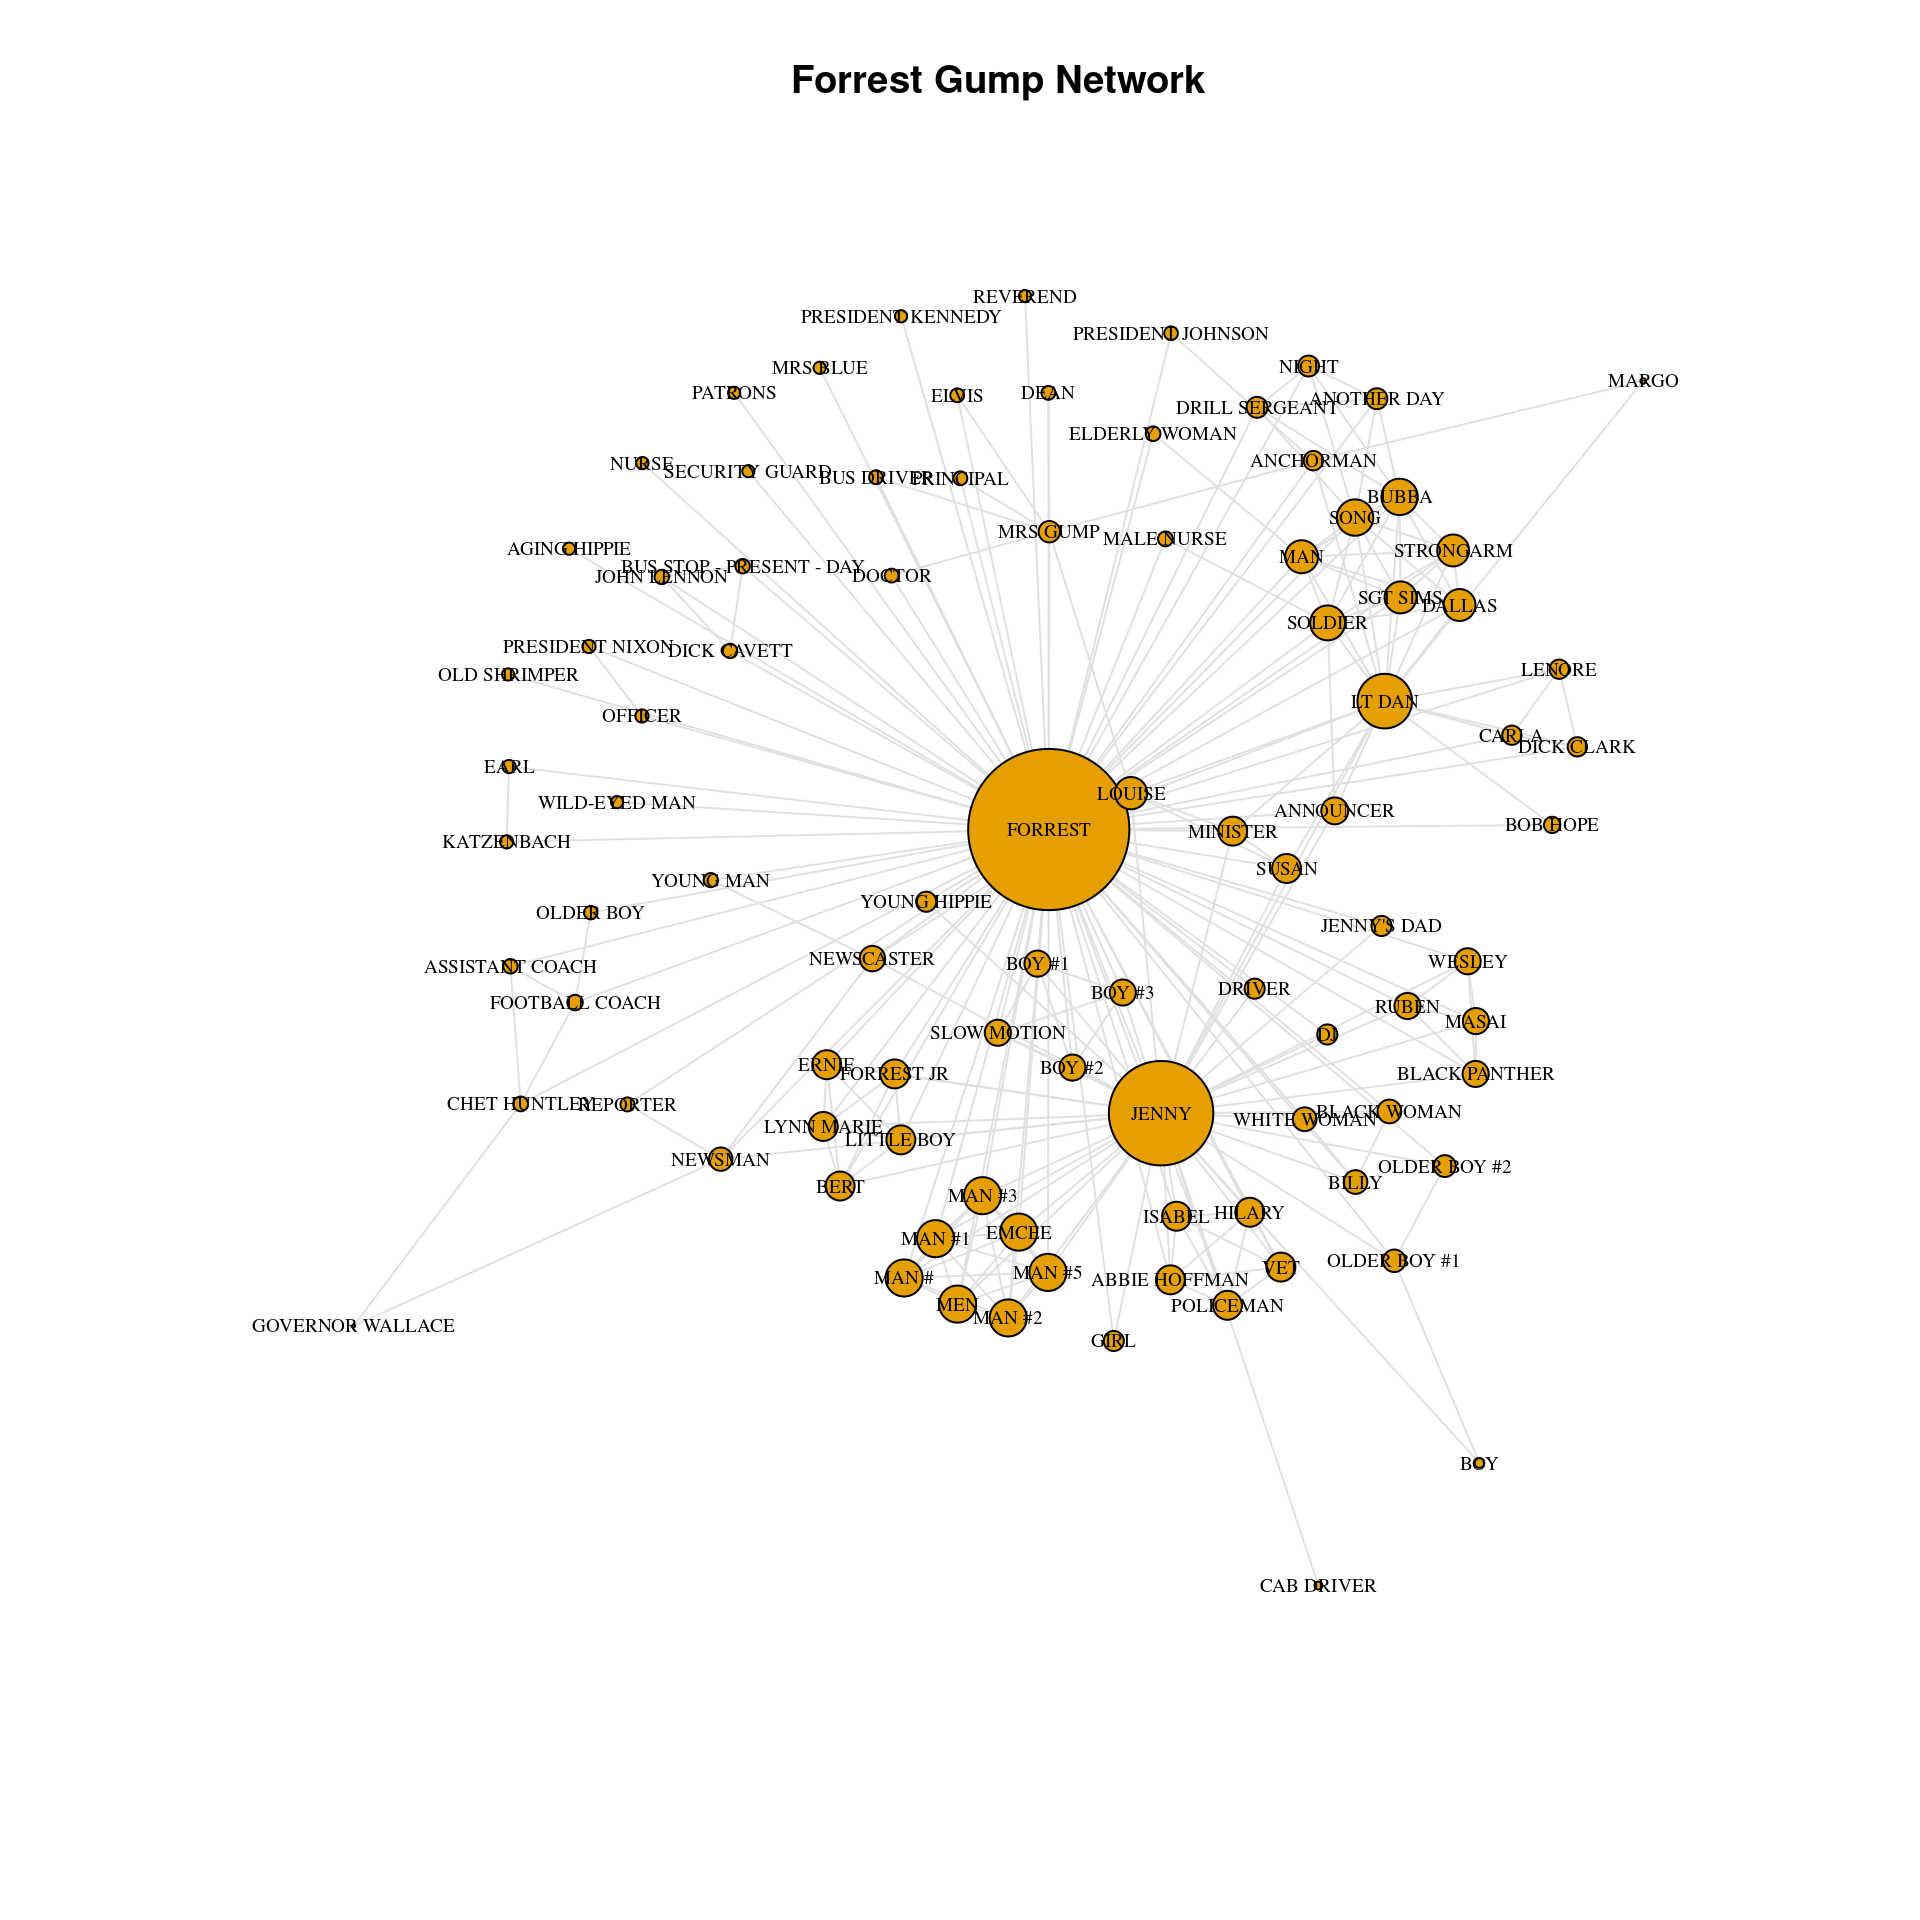 Forrest Gump Network
REVEREND
PRESIDENT KENNEDY
PRESIDENT JOHNSON
MRS BLUE
NIGHT
MARGO
PATRONS
ELVIS
DEAN
ANOTHER DAY
DRILL SERGEANT
ELDERLY WOMAN
NURSE
SECURITY GUARD
BUS DRIVER
PRINCIPAL
ANCHORMAN
BUBBA
SONG
MRS GUMP
MALE NURSE
AGING HIPPIE
MAN
STRONGARM
BUS STOP - PRESENT - DAY
JOHN LENNON
DOCTOR
SGT SIMS
DALLAS
SOLDIER
PRESIDENT NIXON
DICK CAVETT
OLD SHRIMPER
LENORE
LT DAN
OFFICER
CARLA
DICK CLARK
EARL
LOUISE
WILD-EYED MAN
ANNOUNCER
FORREST
MINISTER
BOB HOPE
KATZENBACH
SUSAN
YOUNG MAN
YOUNG HIPPIE
OLDER BOY
JENNY'S DAD
NEWSCASTER
BOY #1
WESLEY
ASSISTANT COACH
BOY #3
DRIVER
FOOTBALL COACH
RUBEN
MASAI
SLOW MOTION
DJ
ERNIE
FORREST JR
BOY #2
BLACK PANTHER
CHET HUNTLEY
REPORTER
JENNY
WHITE WOMAN
BLACK WOMAN
LYNN MARIE
LITTLE BOY
NEWSMAN
OLDER BOY #2
BERT
BILLY
MAN #3
ISABEL
HILARY
MAN #1
EMCEE
OLDER BOY #1
MAN #
MAN #5
ABBIE HOFFMAN
VET
MEN
MAN #2
POLICEMAN
GOVERNOR WALLACE
GIRL
BOY
CAB DRIVER